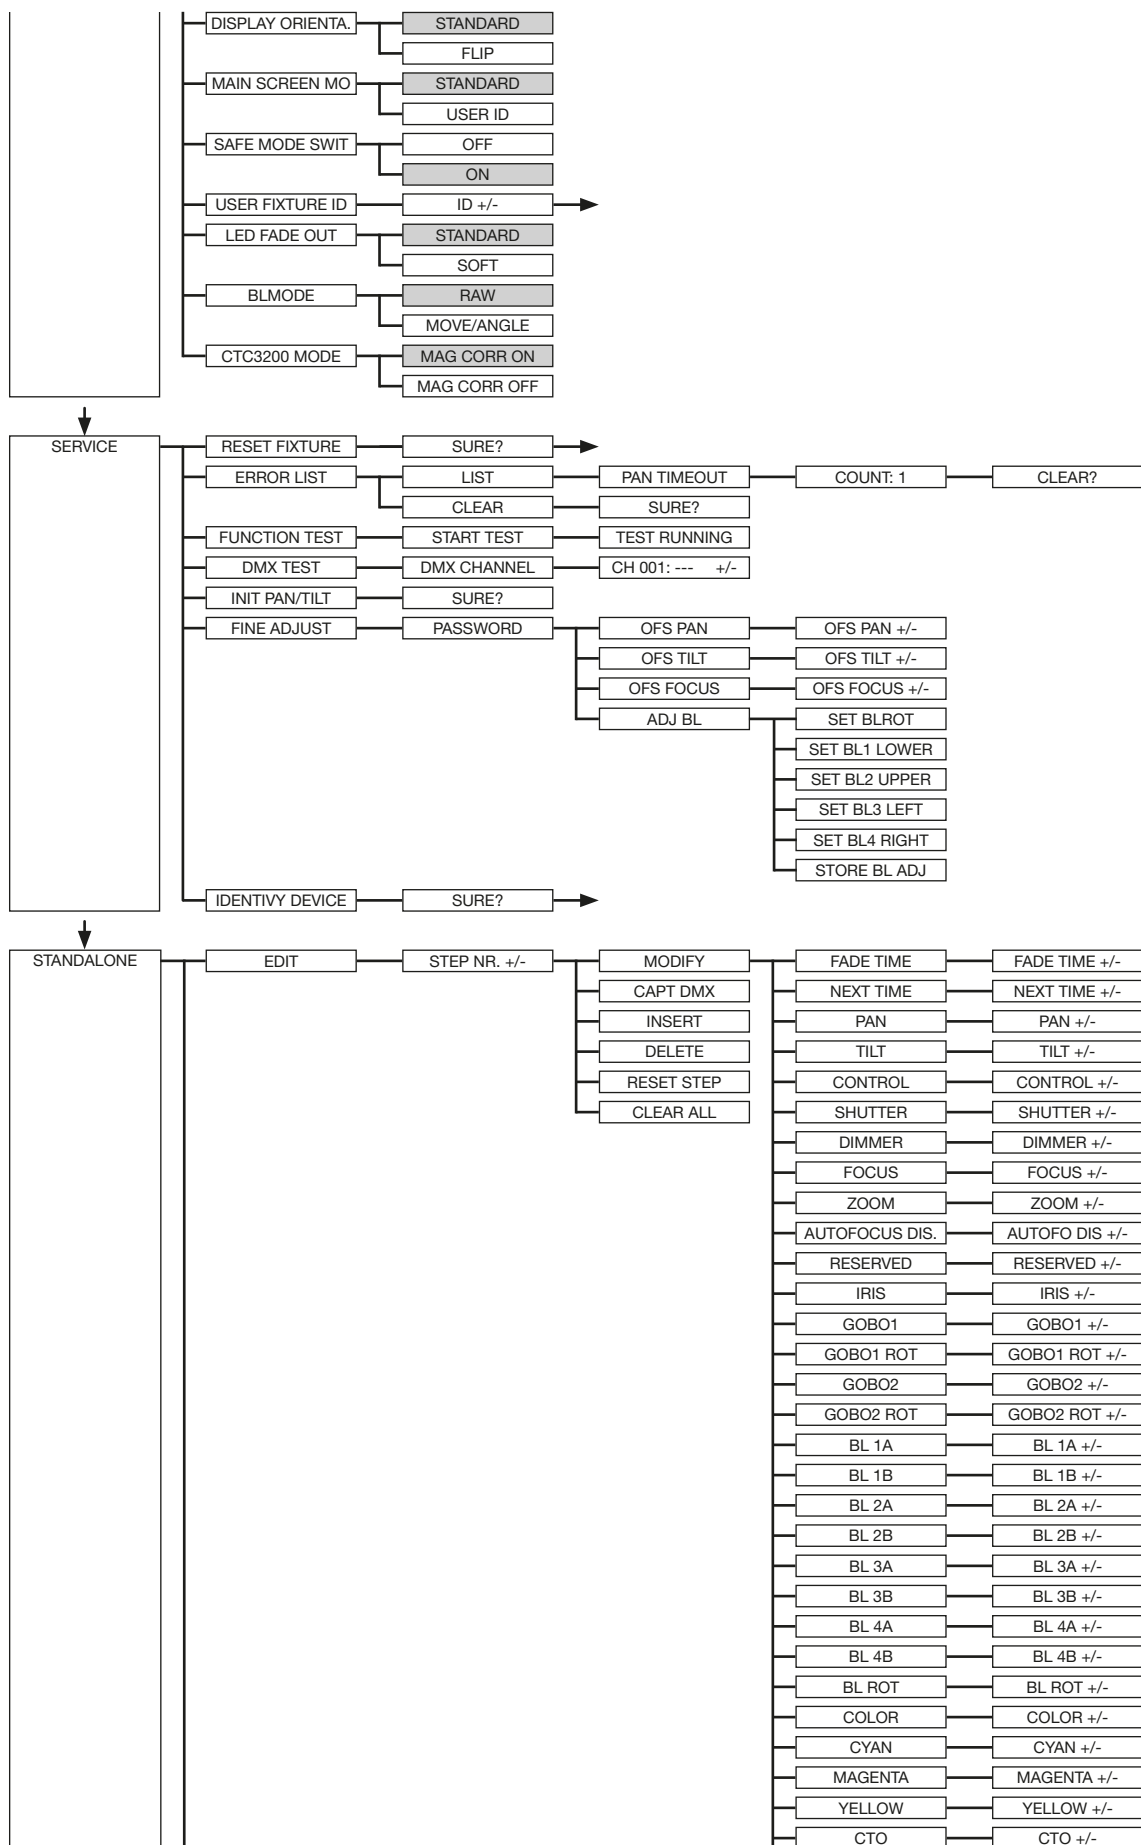 DISPLAY ORIENTA. STANDARD
FLIP
MAIN SCREEN MO STANDARD
USER ID
SAFE MODE SWIT OFF
ON
USER FIXTURE ID ID +/-
LED FADE OUT STANDARD
SOFT
BLMODE RAW
MOVE/ANGLE
CTC3200 MODE MAG CORR ON
MAG CORR OFF
SERVICE RESET FIXTURE SURE?
ERROR LIST LIST PAN TIMEOUT COUNT: 1 CLEAR?
CLEAR SURE?
FUNCTION TEST START TEST TEST RUNNING
DMX TEST DMX CHANNEL CH 001: --- +/-
INIT PAN/TILT SURE?
FINE ADJUST PASSWORD OFS PAN OFS PAN +/-
OFS TILT OFS TILT +/-
OFS FOCUS OFS FOCUS +/-
ADJ BL SET BLROT
SET BL1 LOWER
SET BL2 UPPER
SET BL3 LEFT
SET BL4 RIGHT
STORE BL ADJ
IDENTIVY DEVICE SURE?
STANDALONE EDIT STEP NR. +/- MODIFY FADE TIME FADE TIME +/-
CAPT DMX NEXT TIME NEXT TIME +/-
INSERT PAN PAN +/-
DELETE TILT TILT +/-
RESET STEP CONTROL CONTROL +/-
CLEAR ALL SHUTTER SHUTTER +/-
DIMMER DIMMER +/-
FOCUS FOCUS +/-
ZOOM ZOOM +/-
AUTOFOCUS DIS. AUTOFO DIS +/-
RESERVED RESERVED +/-
IRIS IRIS +/-
GOBO1 GOBO1 +/-
GOBO1 ROT GOBO1 ROT +/-
GOBO2 GOBO2 +/-
GOBO2 ROT GOBO2 ROT +/-
BL 1A BL 1A +/-
BL 1B BL 1B +/-
BL 2A BL 2A +/-
BL 2B BL 2B +/-
BL 3A BL 3A +/-
BL 3B BL 3B +/-
BL 4A BL 4A +/-
BL 4B BL 4B +/-
BL ROT BL ROT +/-
COLOR COLOR +/-
CYAN CYAN +/-
MAGENTA MAGENTA +/-
YELLOW YELLOW +/-
CTO CTO +/-